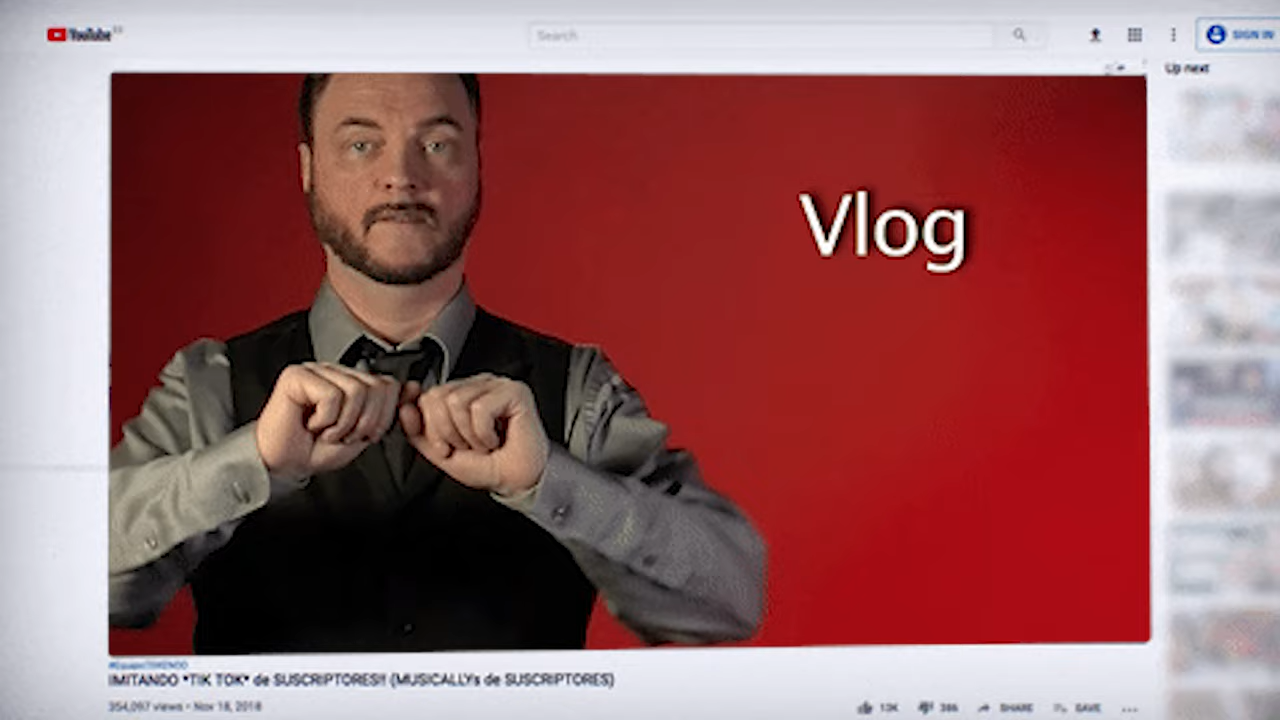 YouTube
Search
SIGN IN
Up next
Vlog
IMITANDO *TIK TOK* de SUSCRIPTORES!! (MUSICALLYs de SUSCRIPTORES)
354,097 views • Nov 18, 2018
13K
386
SHARE
SAVE